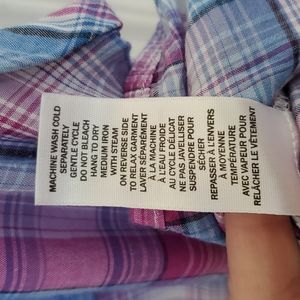 MACHINE WASH COLD
SEPARATELY
GENTLE CYCLE
DO NOT BLEACH
HANG TO DRY
MEDIUM IRON
WITH STEAM
ON REVERSE SIDE
TO RELAX GARMENT
LAVER SÉPARÉMENT
À LA MACHINE
À L'EAU FROIDE
AU CYCLE DÉLICAT
NE PAS JAVELLISER
SUSPENDRE POUR
SÉCHER
REPASSER À L'ENVERS
À MOYENNE
TEMPÉRATURE
AVEC VAPEUR POUR
RELÂCHER LE VÊTEMENT